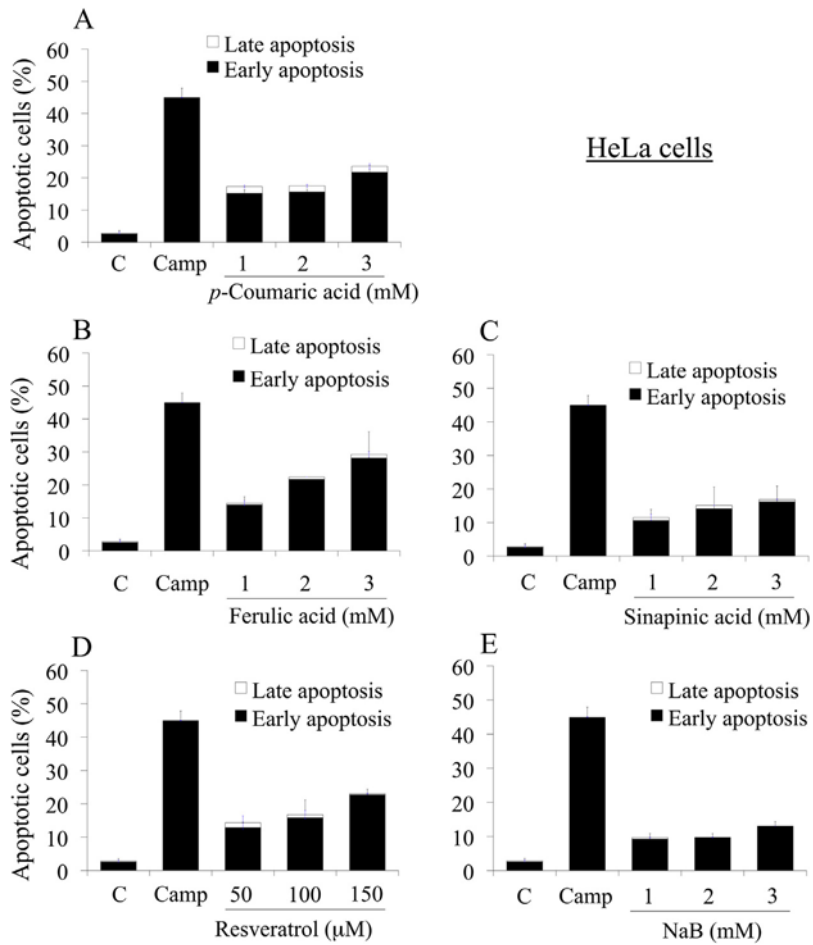 A
Late apoptosis
Early apoptosis
Apoptotic cells (%)
60
50
40
30
20
10
0
C Camp 1 2 3
p-Coumaric acid (mM)
HeLa cells
B
Late apoptosis
Early apoptosis
Apoptotic cells (%)
60
50
40
30
20
10
0
C Camp 1 2 3
Ferulic acid (mM)
C
Late apoptosis
Early apoptosis
60
50
40
30
20
10
0
C Camp 1 2 3
Sinapinic acid (mM)
D
Late apoptosis
Early apoptosis
Apoptotic cells (%)
60
50
40
30
20
10
0
C Camp 50 100 150
Resveratrol (µM)
E
Late apoptosis
Early apoptosis
60
50
40
30
20
10
0
C Camp 1 2 3
NaB (mM)